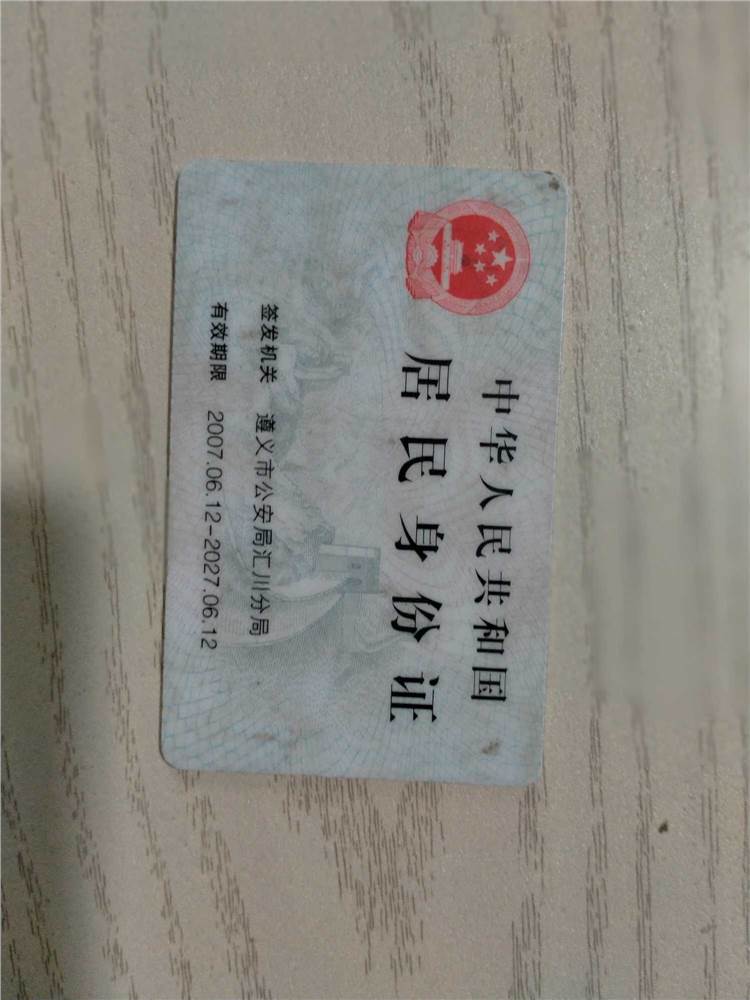 中华人民共和国
居民身份证
签发机关 遵义市公安局汇川分局
有效期限 2007.06.12-2027.06.12